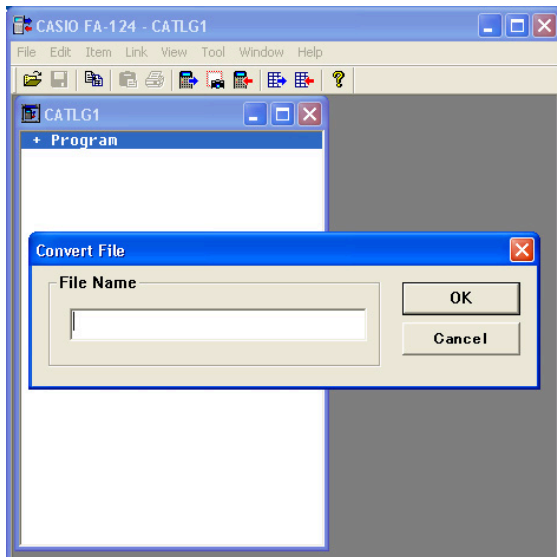 CASIO FA-124 - CATLG1
File Edit Item Link View Tool Window Help
CATLG1
+ Program
Convert File
File Name
OK
Cancel